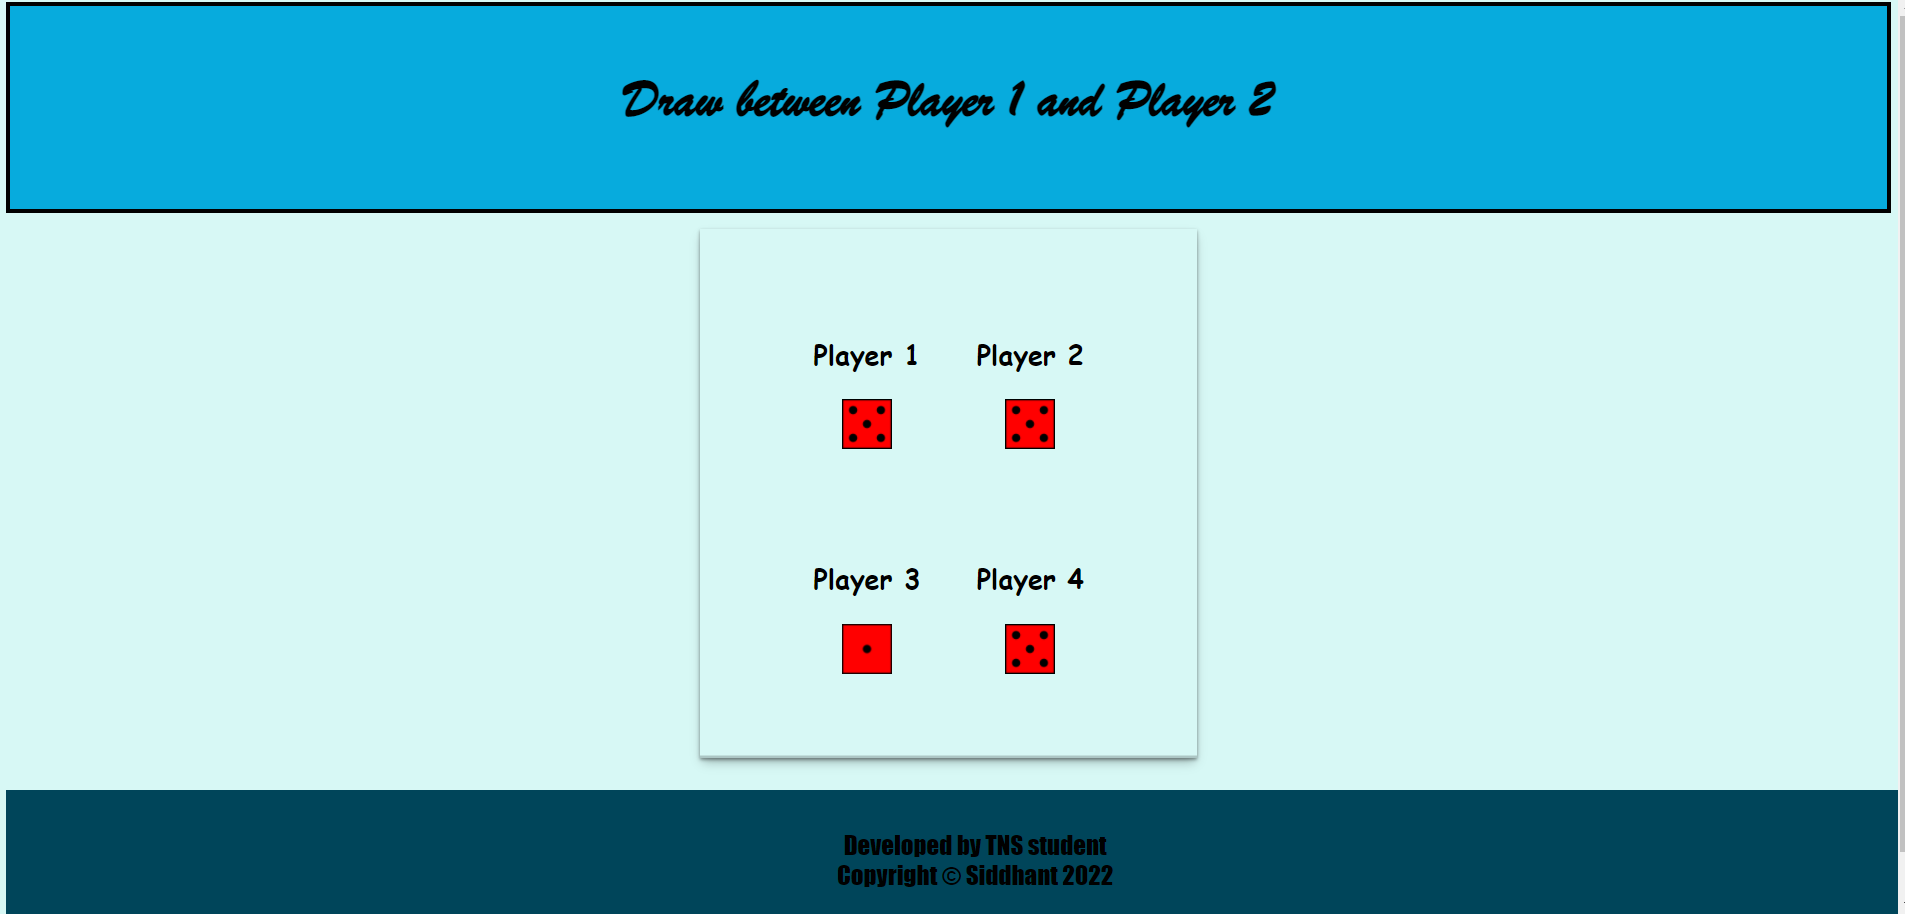 Draw between Player 1 and Player 2
Player 1 Player 2
Player 3 Player 4
Developed by TNS student
Copyright © Siddhant 2022